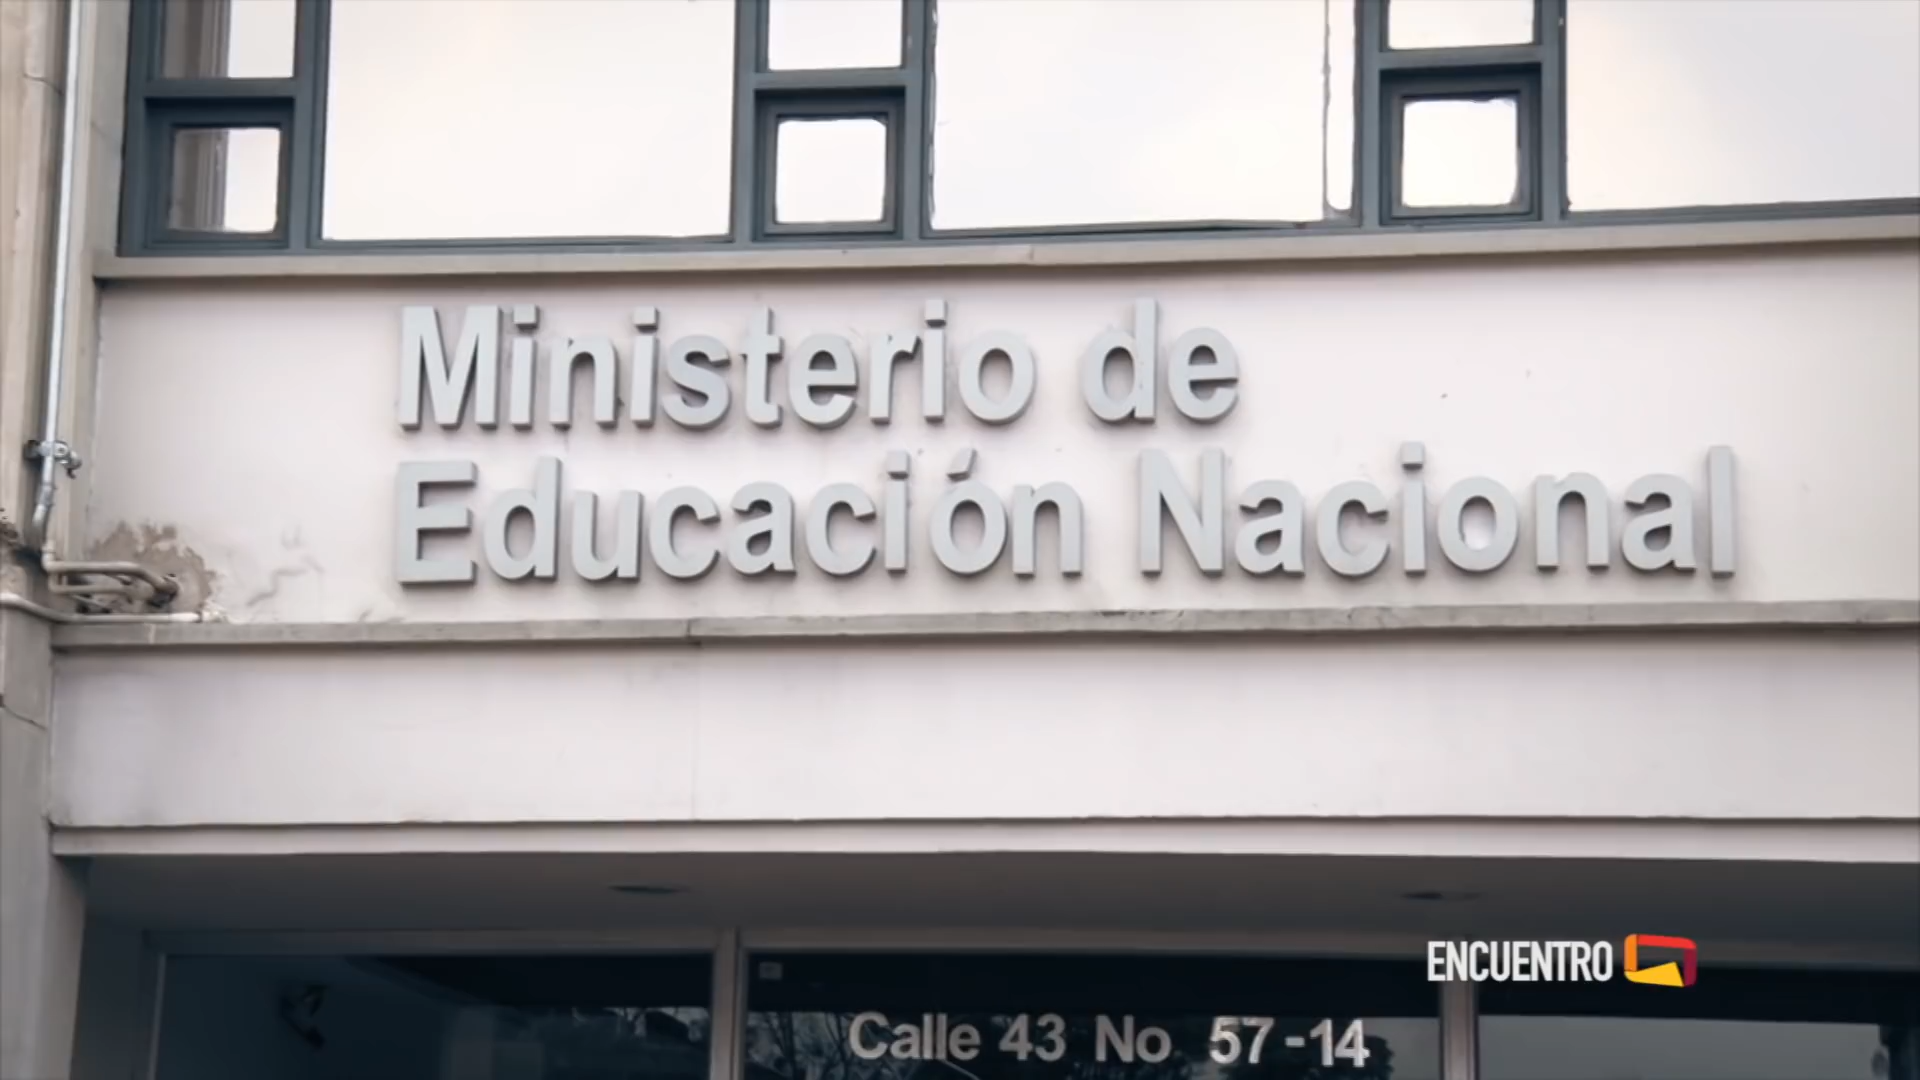 Ministerio de
Educación Nacional
ENCUENTRO
Calle 43 No 57-14